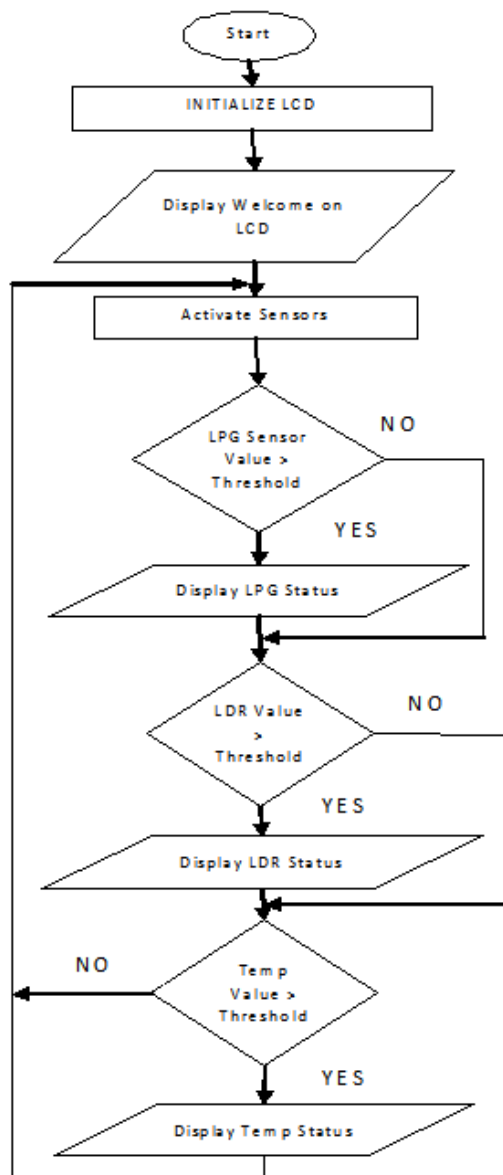 Start
INITIALIZE LCD
Display Welcome on
LCD
Activate Sensors
LPG Sensor
Value >
Threshold
NO
YES
Display LPG Status
LDR Value
>
Threshold
NO
YES
Display LDR Status
Temp
Value >
Threshold
NO
YES
Display Temp Status